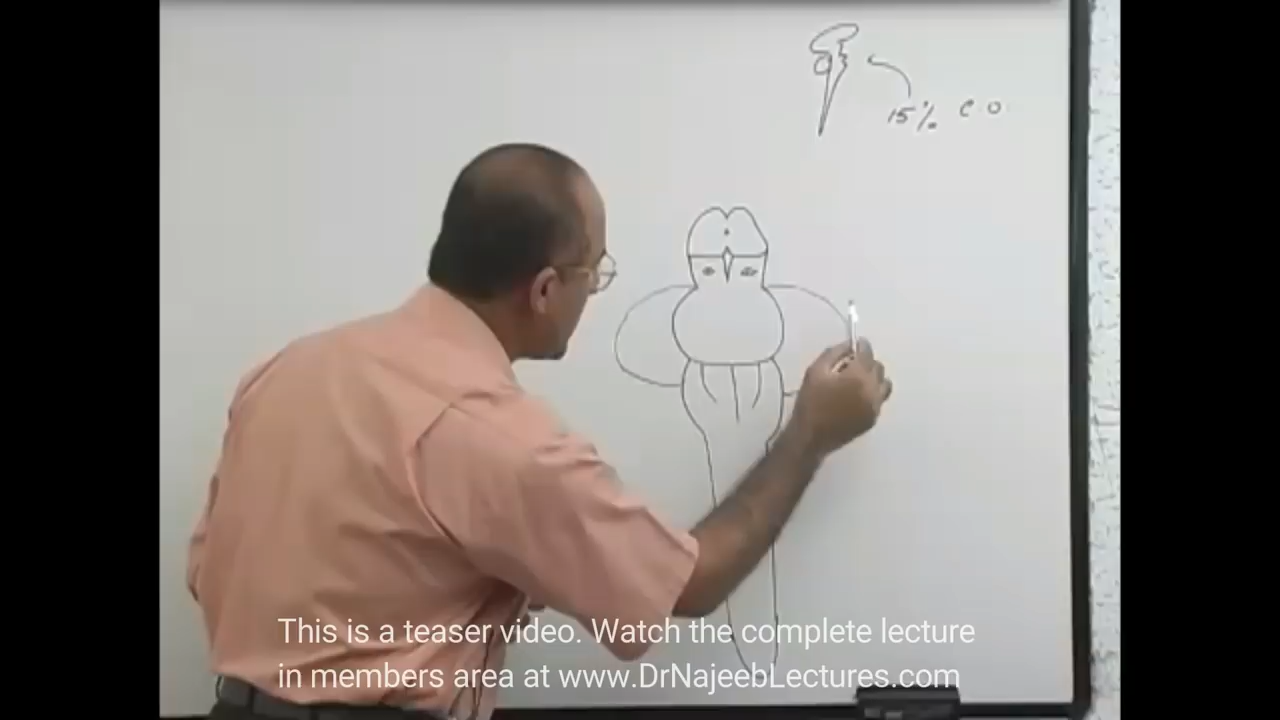 15% C O
This is a teaser video. Watch the complete lecture
in members area at www.DrNajeebLectures.com